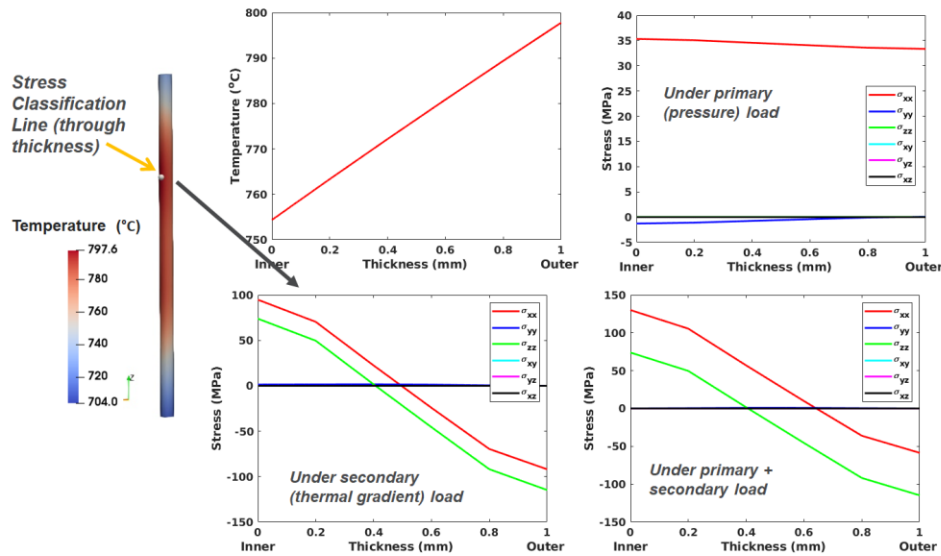 Stress
Classification
Line (through
thickness)
Temperature (°C)
797.6
780
760
740
720
704.0
z
800
790
780
770
760
750
Temperature (°C)
0
0.2
0.4
0.6
0.8
1
Inner
Thickness (mm)
Outer
40
35
30
25
20
15
10
5
0
-5
Stress (MPa)
Under primary
(pressure) load
σxx
σyy
σzz
σxy
σyz
σxz
0
0.2
0.4
0.6
0.8
1
Inner
Thickness (mm)
Outer
100
50
0
-50
-100
-150
Stress (MPa)
σxx
σyy
σzz
σxy
σyz
σxz
Under secondary
(thermal gradient) load
0
0.2
0.4
0.6
0.8
1
Inner
Thickness (mm)
Outer
150
100
50
0
-50
-100
-150
Stress (MPa)
σxx
σyy
σzz
σxy
σyz
σxz
Under primary +
secondary load
0
0.2
0.4
0.6
0.8
1
Inner
Thickness (mm)
Outer